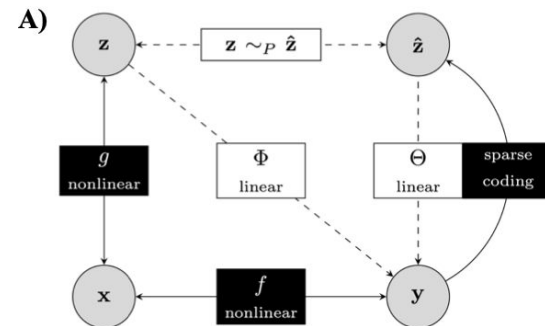 A)
z
z ∼P ẑ
ẑ
g
nonlinear
Φ
linear
Θ
linear
sparse
coding
x
f
nonlinear
y